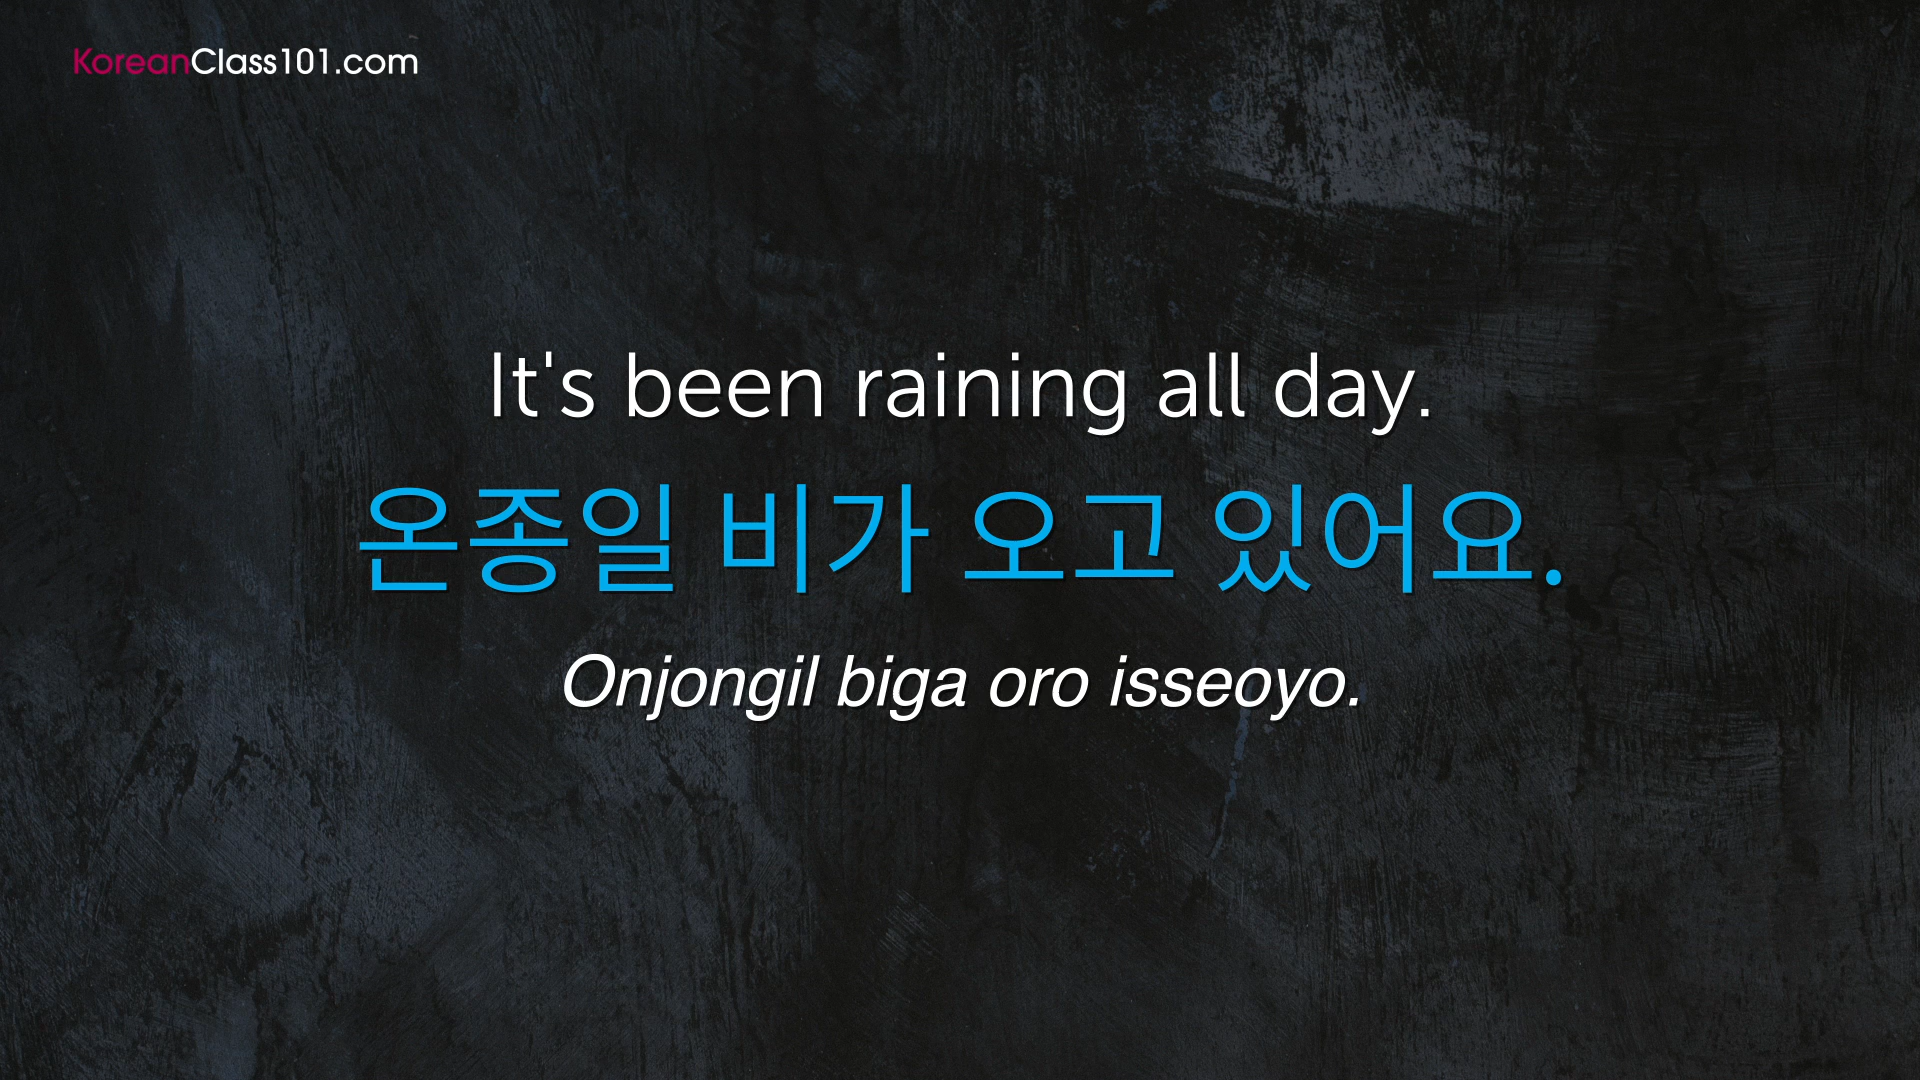 KoreanClass101.com
It's been raining all day.
온종일 비가 오고 있어요.
Onjongil biga oro isseoyo.